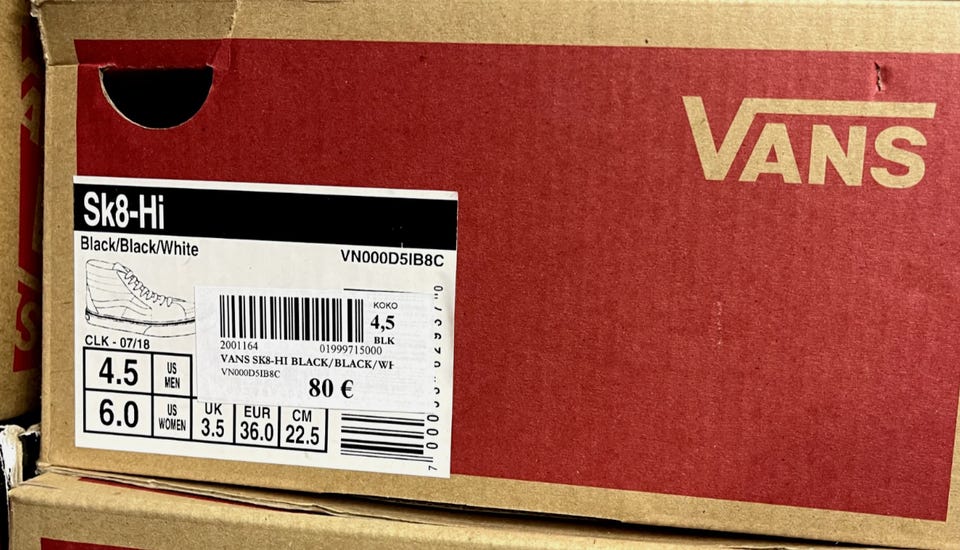 VANS
Sk8-Hi
Black/Black/White
VN000D5IB8C
KOKO
4,5
BLK
2001164 01999715000
VANS SK8-HI BLACK/BLACK/WH
VN000D5IB8C
80 €
CLK - 07/18
4.5 US MEN
6.0 US WOMEN
UK 3.5
EUR 36.0
CM 22.5